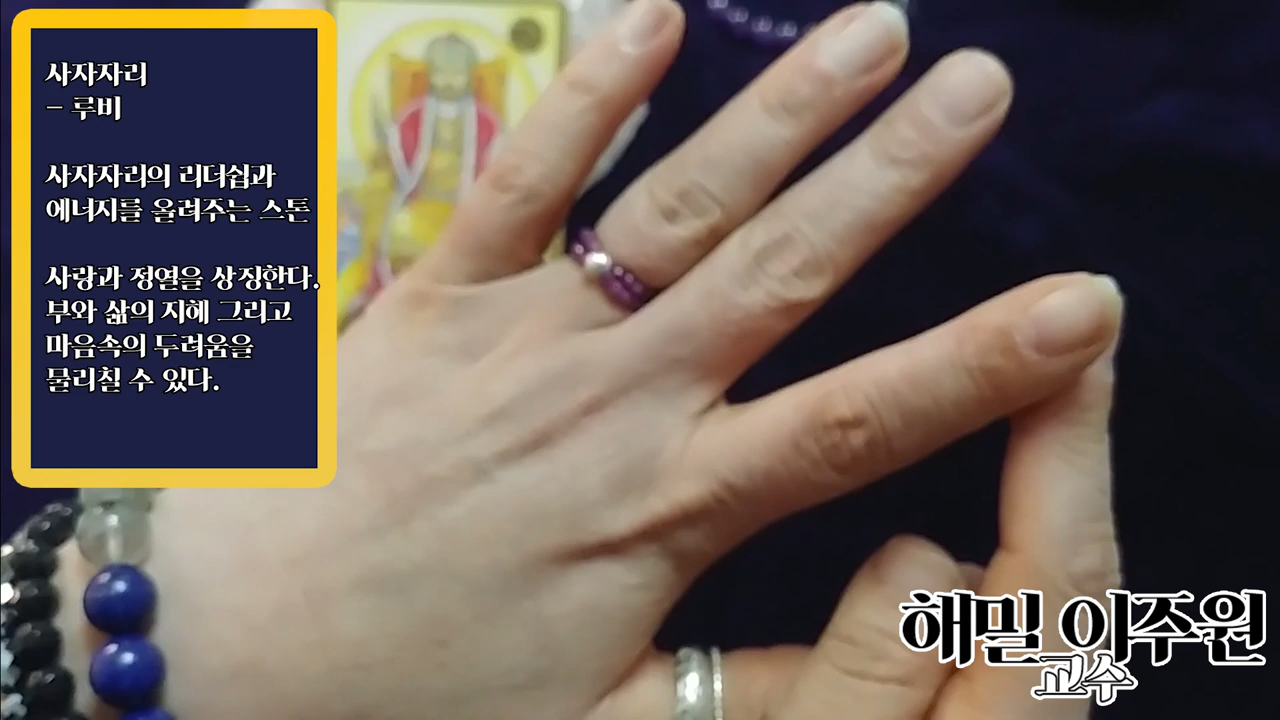 사자자리
- 루비
사자자리의 리더쉽과
에너지를 올려주는 스톤
사랑과 정열을 상징한다.
부와 삶의 지혜 그리고
마음속의 두려움을
물리칠 수 있다.
해밀 이주원
교수